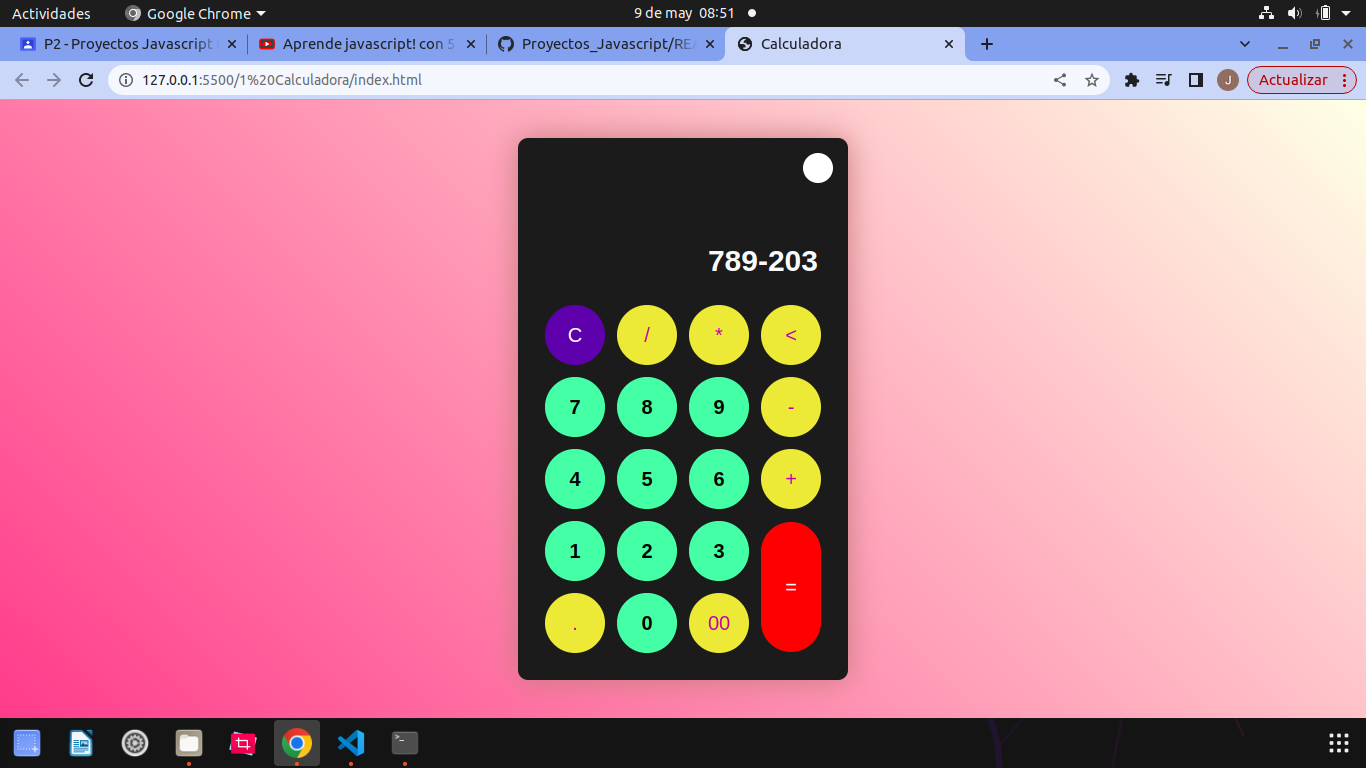 Actividades Google Chrome 9 de may 08:51
P2 - Proyectos Javascript Aprende javascript! con 5 Proyectos_Javascript/REA Calculadora
127.0.0.1:5500/1%20Calculadora/index.html J Actualizar
789-203
C / * <
7 8 9 -
4 5 6 +
1 2 3
=
. 0 00